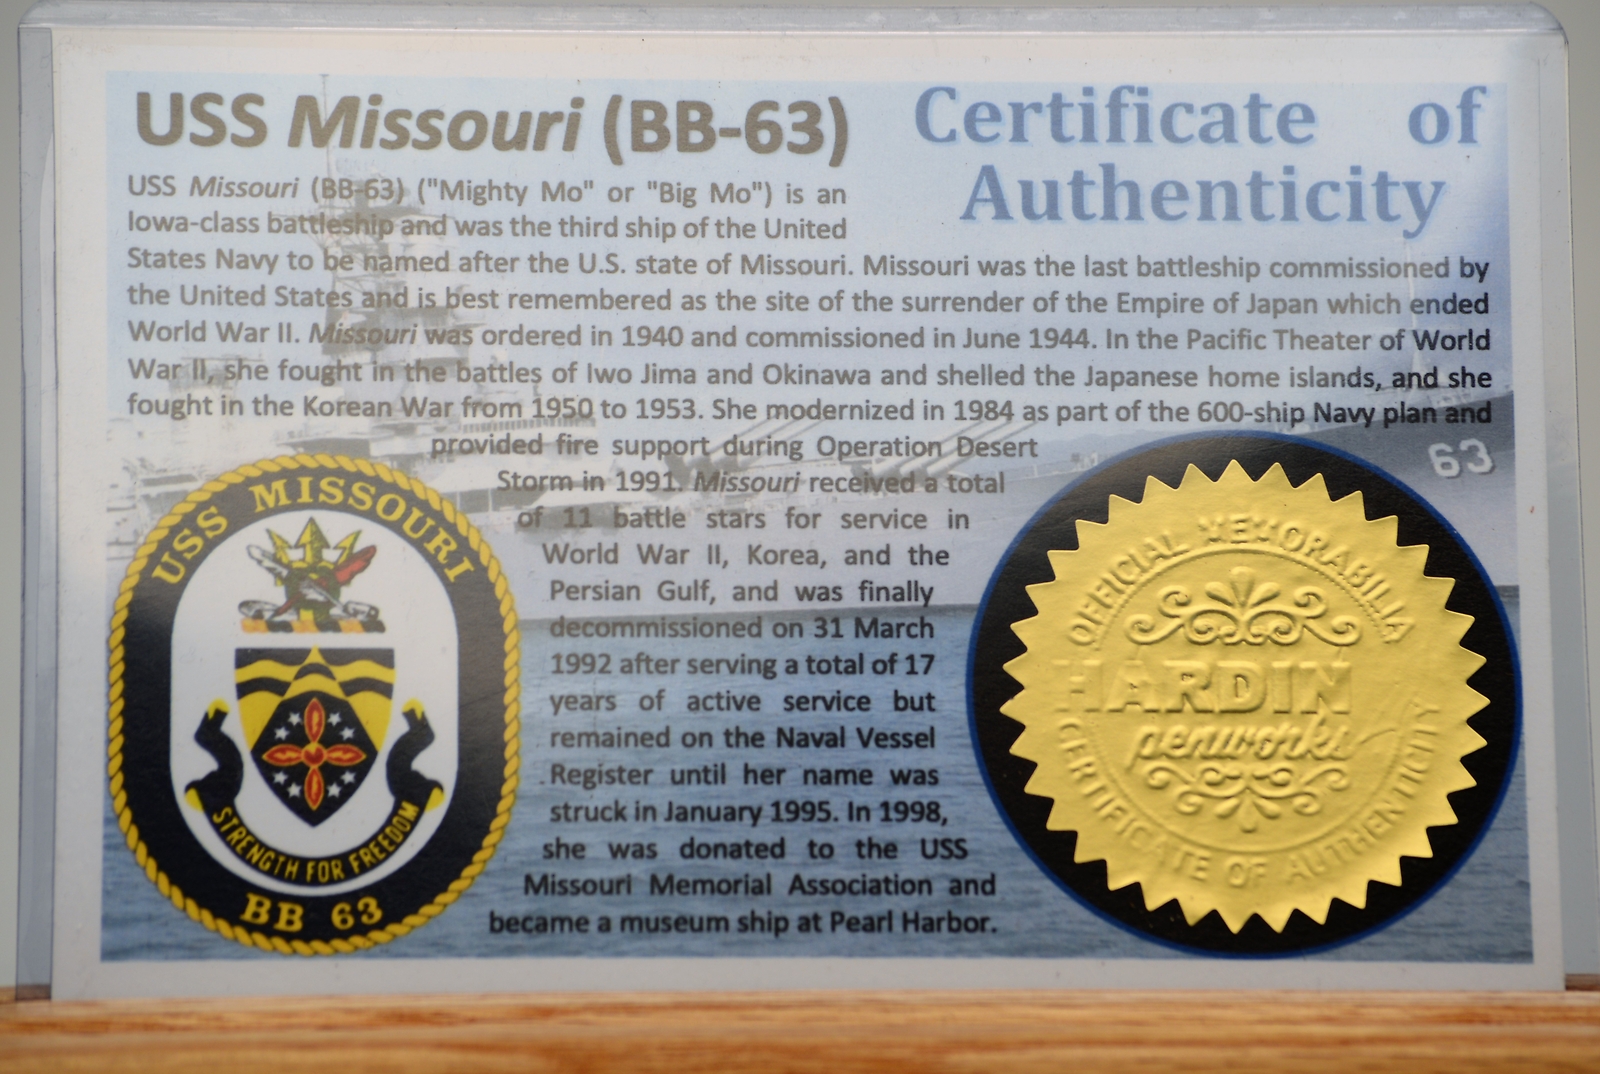 USS Missouri (BB-63)
Certificate of
Authenticity
USS Missouri (BB-63) ("Mighty Mo" or "Big Mo") is an
Iowa-class battleship and was the third ship of the United
States Navy to be named after the U.S. state of Missouri. Missouri was the last battleship commissioned by
the United States and is best remembered as the site of the surrender of the Empire of Japan which ended
World War II. Missouri was ordered in 1940 and commissioned in June 1944. In the Pacific Theater of World
War II, she fought in the battles of Iwo Jima and Okinawa and shelled the Japanese home islands, and she
fought in the Korean War from 1950 to 1953. She modernized in 1984 as part of the 600-ship Navy plan and
provided fire support during Operation Desert
Storm in 1991. Missouri received a total
of 11 battle stars for service in
World War II, Korea, and the
Persian Gulf, and was finally
decommissioned on 31 March
1992 after serving a total of 17
years of active service but
remained on the Naval Vessel
Register until her name was
struck in January 1995. In 1998,
she was donated to the USS
Missouri Memorial Association and
became a museum ship at Pearl Harbor.
63
USS MISSOURI
STRENGTH FOR FREEDOM
BB 63
OFFICIAL MEMORABILIA
HARDIN
penworks
CERTIFICATE OF AUTHENTICITY